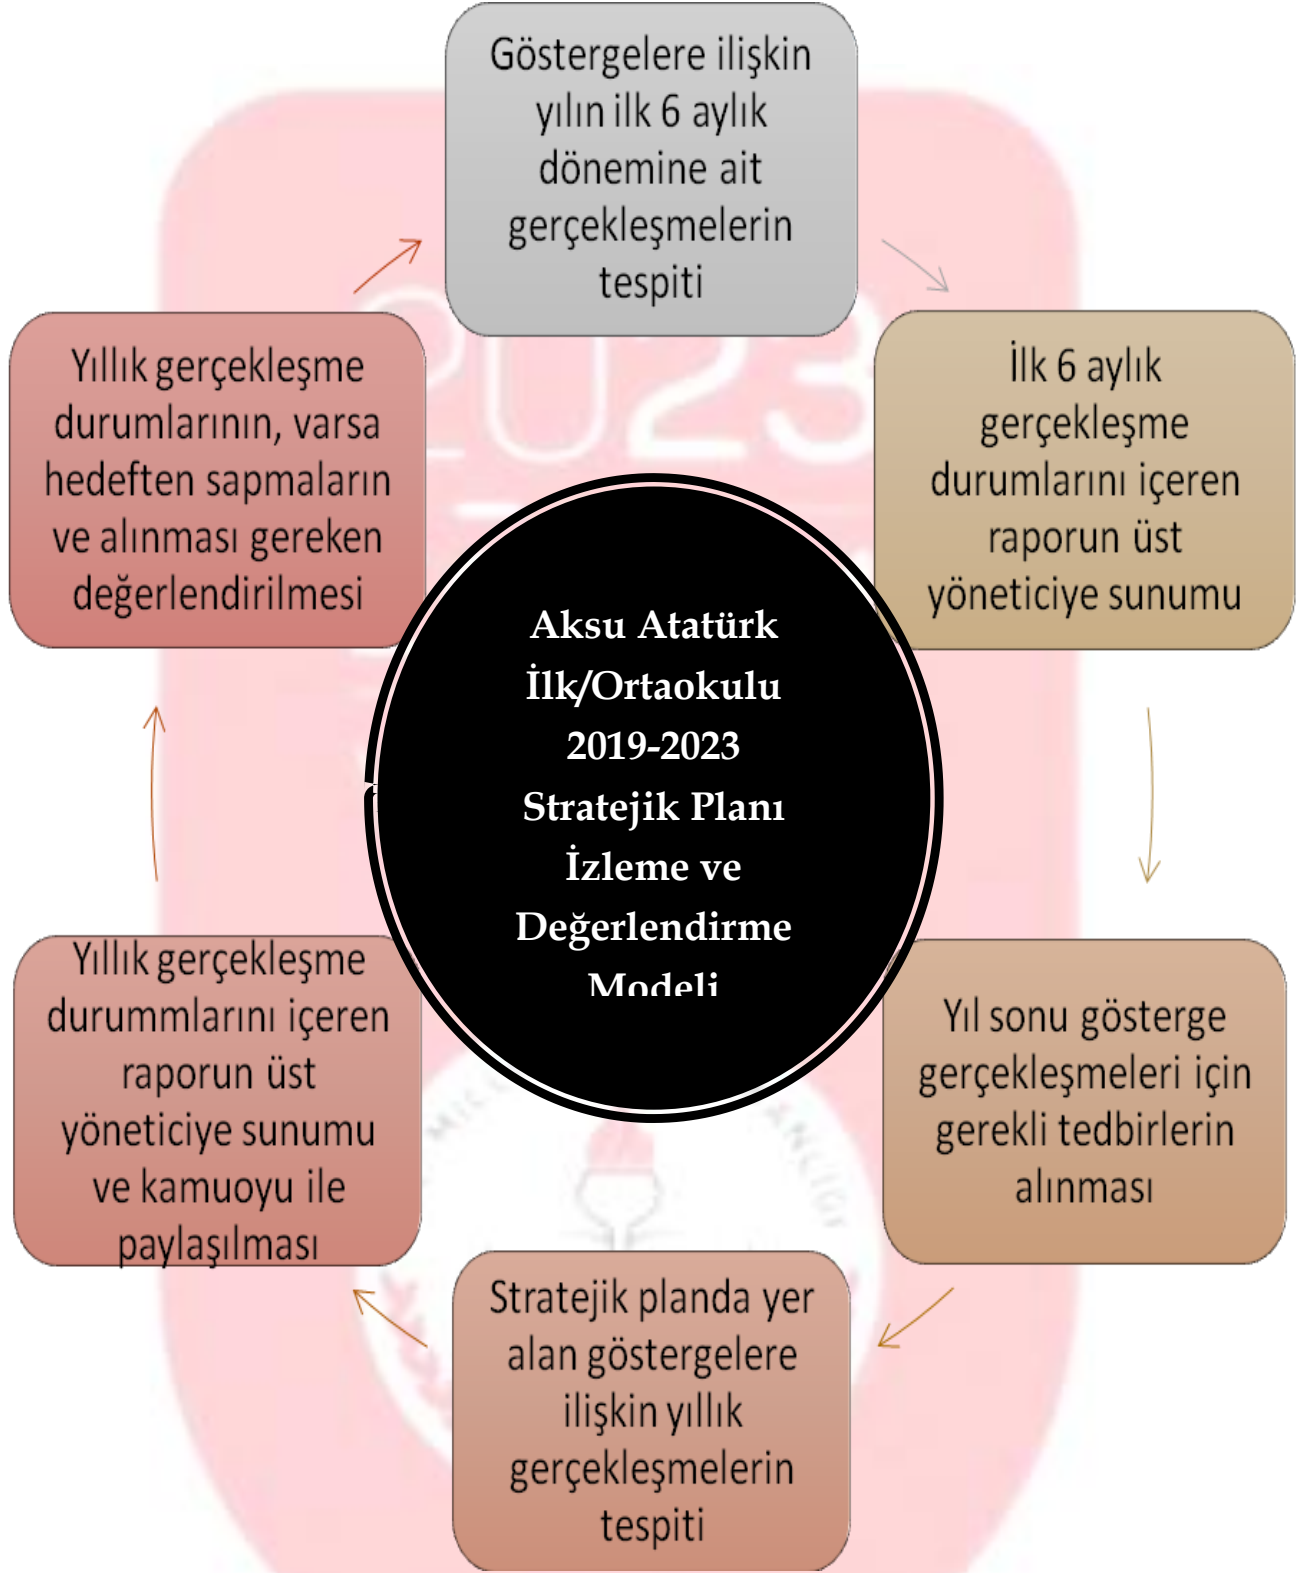 Göstergelere ilişkin
yılın ilk 6 aylık
dönemine ait
gerçekleşmelerin
tespiti
İlk 6 aylık
gerçekleşme
durumlarını içeren
raporun üst
yöneticiye sunumu
Yıl sonu gösterge
gerçekleşmeleri için
gerekli tedbirlerin
alınması
Stratejik planda yer
alan göstergelere
ilişkin yıllık
gerçekleşmelerin
tespiti
Yıllık gerçekleşme
durummlarını içeren
raporun üst
yöneticiye sunumu
ve kamuoyu ile
paylaşılması
Yıllık gerçekleşme
durumlarının, varsa
hedeften sapmaların
ve alınması gereken
değerlendirilmesi
Aksu Atatürk
İlk/Ortaokulu
2019-2023
Stratejik Planı
İzleme ve
Değerlendirme
Modeli
2023